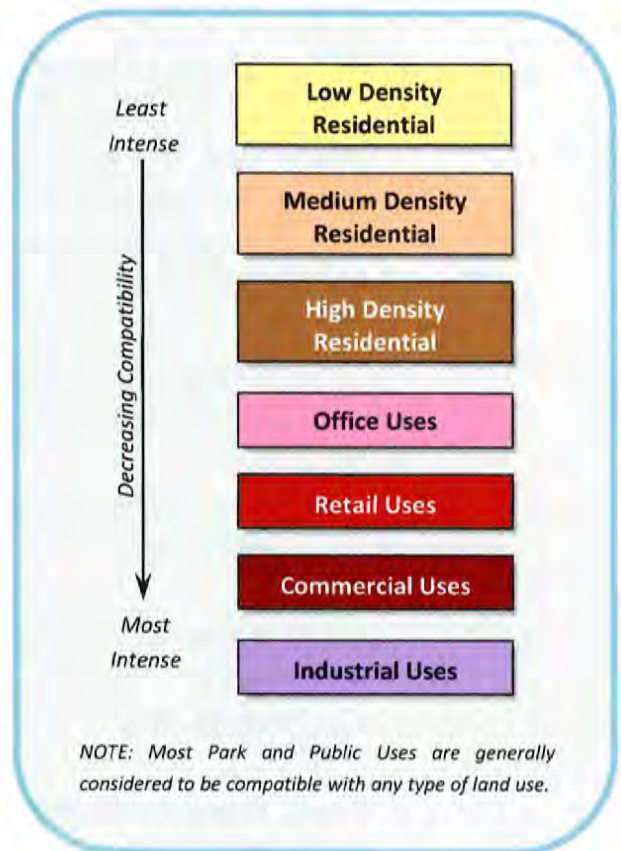 Least
Intense
Decreasing Compatibility
Most
Intense
Low Density
Residential
Medium Density
Residential
High Density
Residential
Office Uses
Retail Uses
Commercial Uses
Industrial Uses
NOTE: Most Park and Public Uses are generally
considered to be compatible with any type of land use.